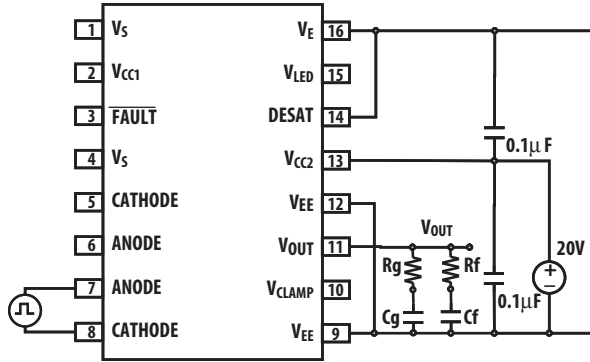 1 VS VE 16
2 VCC1 VLED 15
3 FAULT DESAT 14
0.1μF
4 VS VCC2 13
5 CATHODE VEE 12
6 ANODE VOUT 11 VOUT
Rg Rf 20V
7 ANODE VCLAMP 10
0.1μF
Cg Cf
8 CATHODE VEE 9